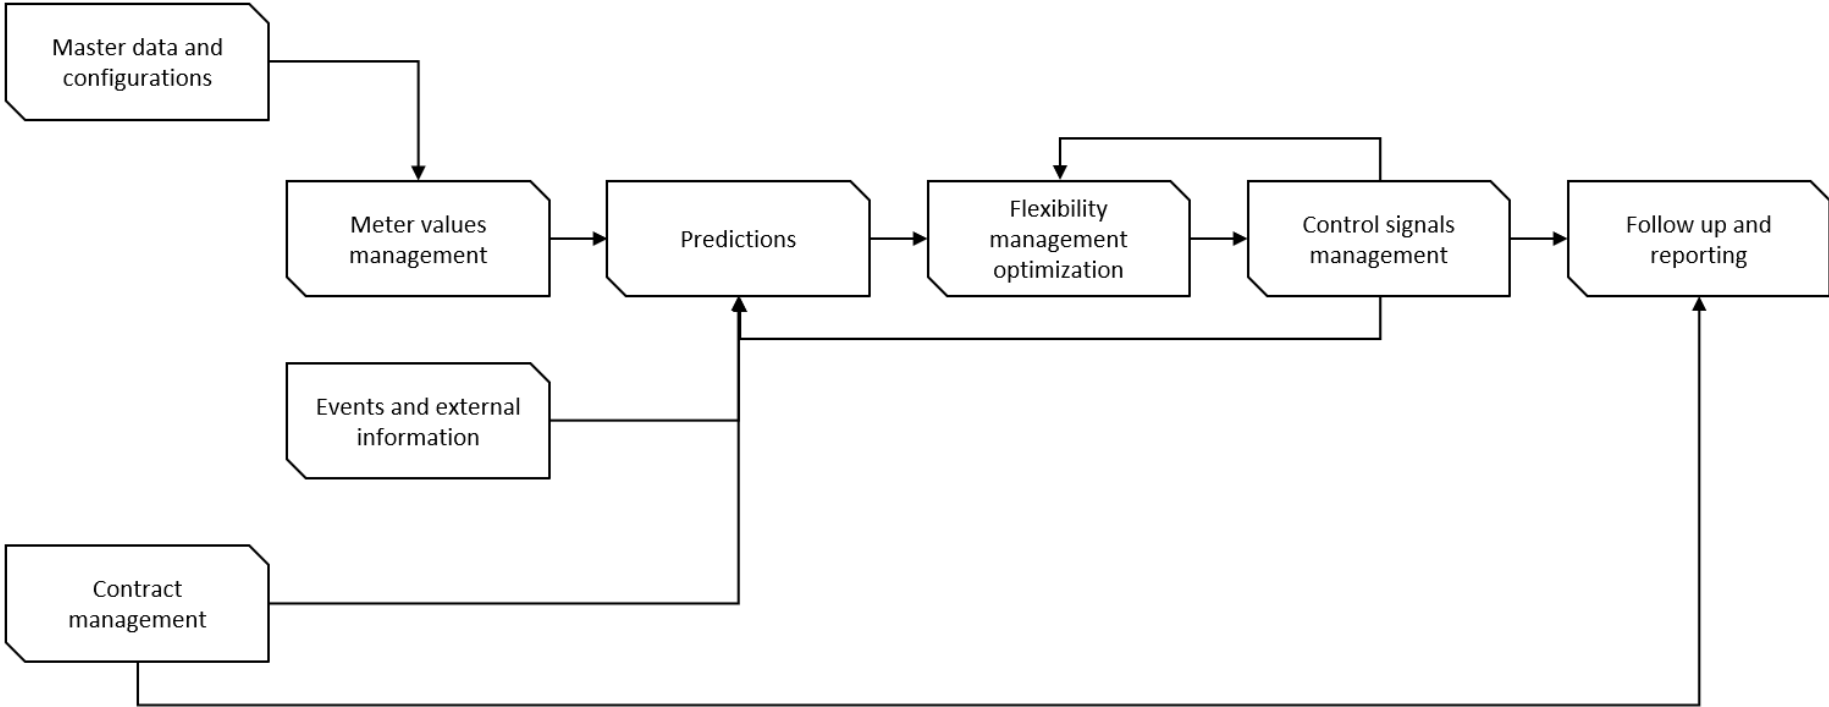 Master data and
configurations
Meter values
management
Predictions
Flexibility
management
optimization
Control signals
management
Follow up and
reporting
Events and external
information
Contract
management